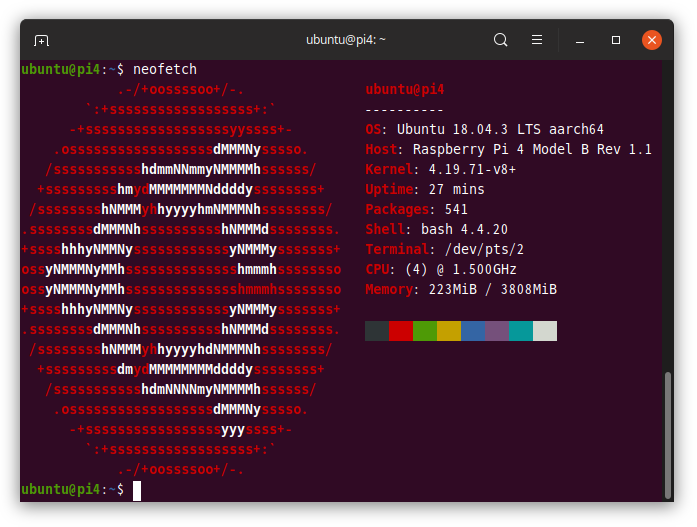 ubuntu@pi4: ~
ubuntu@pi4:~$ neofetch
.-/+oossssoo+/-.
`:+ssssssssssssssssss+:`
-+ssssssssssssssssssyyssss+-
.ossssssssssssssssssdMMMNysssso.
/ssssssssssshdmmNNmmyNMMMMhssssss/
+ssssssssshmydMMMMMMMNddddyssssssss+
/sssssssshNMMMyhhyyyyhmNMMMNhssssssss/
.ssssssssdMMMNhsssssssssshNMMMdssssssss.
+sssshhhyNMMNyssssssssssssyNMMMysssssss+
ossyNMMMNyMMhsssssssssssssshmmmhssssssso
ossyNMMMNyMMhsssssssssssssshmmmhssssssso
+sssshhhyNMMNyssssssssssssyNMMMysssssss+
.ssssssssdMMMNhsssssssssshNMMMdssssssss.
/sssssssshNMMMyhhyyyyhdNMMMNhssssssss/
+sssssssssdmydMMMMMMMMddddyssssssss+
/ssssssssssshdmNNNNmyNMMMMhssssss/
.ossssssssssssssssssdMMMNysssso.
-+sssssssssssssssssyyyssss+-
`:+ssssssssssssssssss+:`
.-/+oossssoo+/-.
ubuntu@pi4
----------
OS: Ubuntu 18.04.3 LTS aarch64
Host: Raspberry Pi 4 Model B Rev 1.1
Kernel: 4.19.71-v8+
Uptime: 27 mins
Packages: 541
Shell: bash 4.4.20
Terminal: /dev/pts/2
CPU: (4) @ 1.500GHz
Memory: 223MiB / 3808MiB
ubuntu@pi4:~$